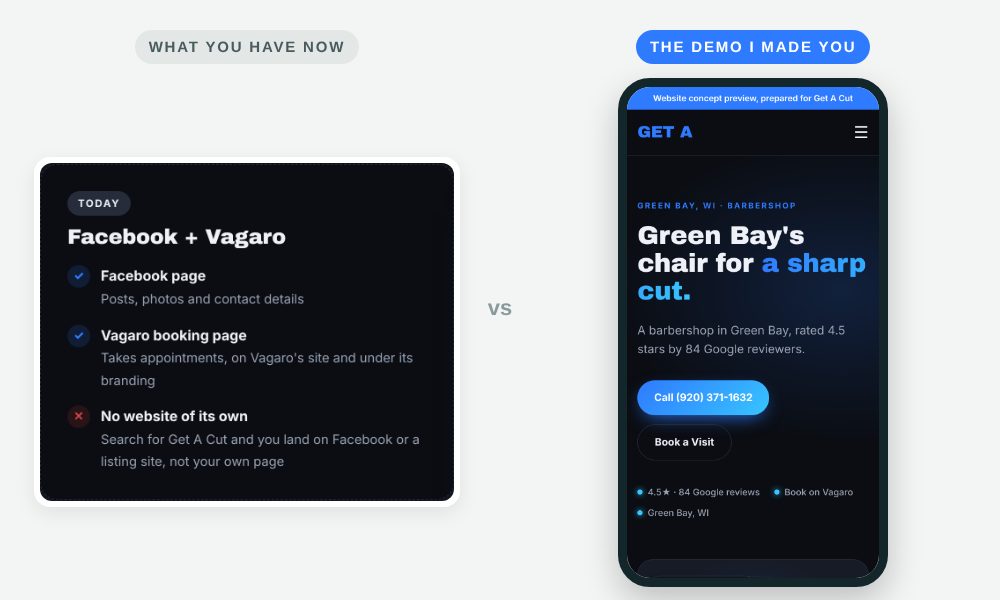 WHAT YOU HAVE NOW
TODAY
Facebook + Vagaro
Facebook page
Posts, photos and contact details
Vagaro booking page
Takes appointments, on Vagaro's site and under its
branding
No website of its own
Search for Get A Cut and you land on Facebook or a
listing site, not your own page
vs
THE DEMO I MADE YOU
Website concept preview, prepared for Get A Cut
GET A
GREEN BAY, WI · BARBERSHOP
Green Bay's
chair for a sharp
cut.
A barbershop in Green Bay, rated 4.5
stars by 84 Google reviewers.
Call (920) 371-1632
Book a Visit
4.5★ · 84 Google reviews
Book on Vagaro
Green Bay, WI